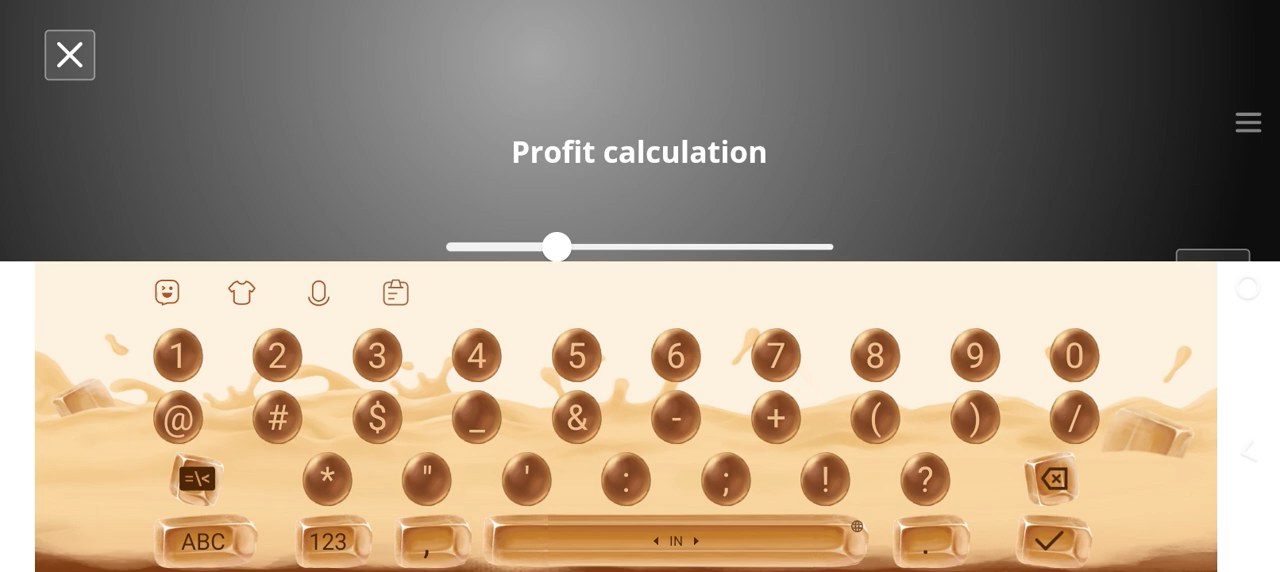 Profit calculation
1 2 3 4 5 6 7 8 9 0
@ # $ _ & - + ( ) /
=\< * " ' : ; ! ?
ABC 123 , IN .